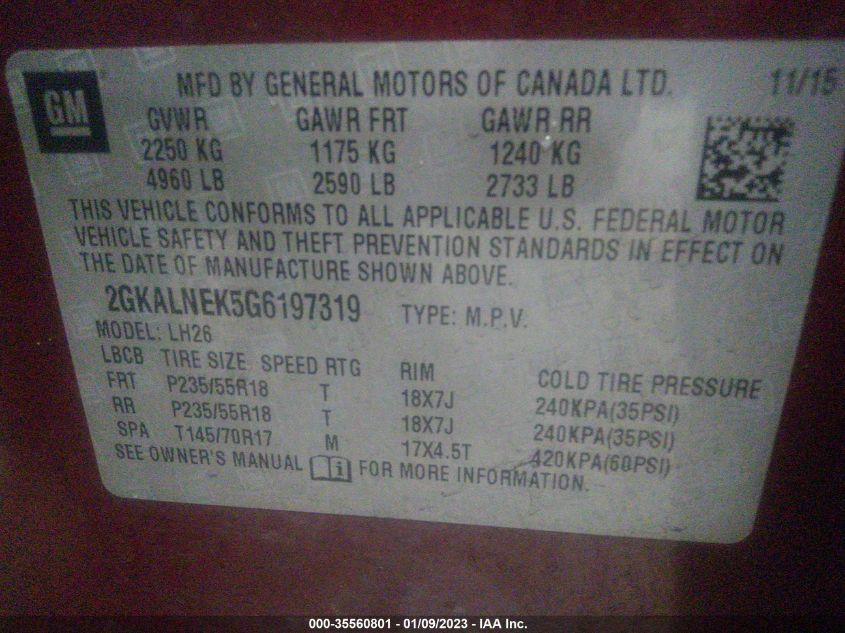 GM
MFD BY GENERAL MOTORS OF CANADA LTD. 11/15
GVWR GAWR FRT GAWR RR
2250 KG 1175 KG 1240 KG
4960 LB 2590 LB 2733 LB
THIS VEHICLE CONFORMS TO ALL APPLICABLE U.S. FEDERAL MOTOR
VEHICLE SAFETY AND THEFT PREVENTION STANDARDS IN EFFECT ON
THE DATE OF MANUFACTURE SHOWN ABOVE.
2GKALNEK5G6197319 TYPE: M.P.V.
MODEL: LH26
LBCB TIRE SIZE SPEED RTG RIM COLD TIRE PRESSURE
FRT P235/55R18 T 18X7J 240KPA(35PSI)
RR P235/55R18 T 18X7J 240KPA(35PSI)
SPA T145/70R17 M 17X4.5T 420KPA(60PSI)
SEE OWNER'S MANUAL i FOR MORE INFORMATION.
000-35560801 - 01/09/2023 - IAA Inc.